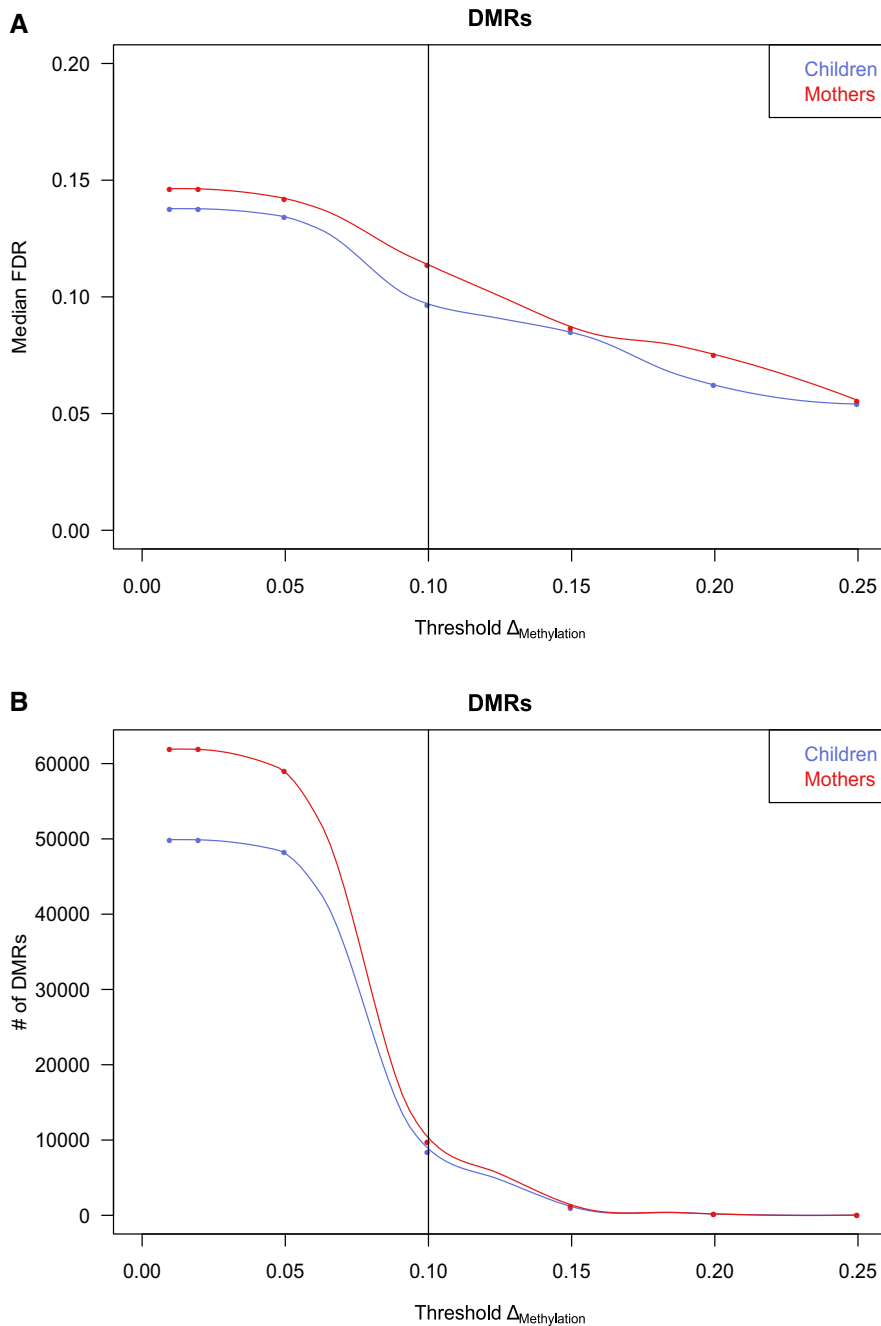 A
DMRs
Children
Mothers
0.20
0.15
0.10
0.05
0.00
Median FDR
0.00 0.05 0.10 0.15 0.20 0.25
Threshold Δ Methylation
B
DMRs
Children
Mothers
60000
50000
40000
30000
20000
10000
0
# of DMRs
0.00 0.05 0.10 0.15 0.20 0.25
Threshold Δ Methylation